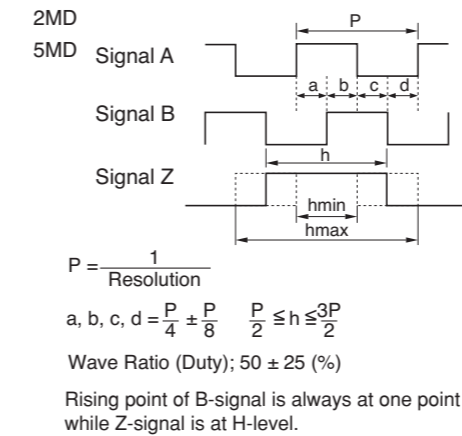 2MD
5MD
P
Signal A
a b c d
Signal B
h
Signal Z
hmin
hmax
P = 1 / Resolution
a, b, c, d = P/4 ± P/8   P/2 ≦ h ≦ 3P/2
Wave Ratio (Duty); 50 ± 25 (%)
Rising point of B-signal is always at one point
while Z-signal is at H-level.